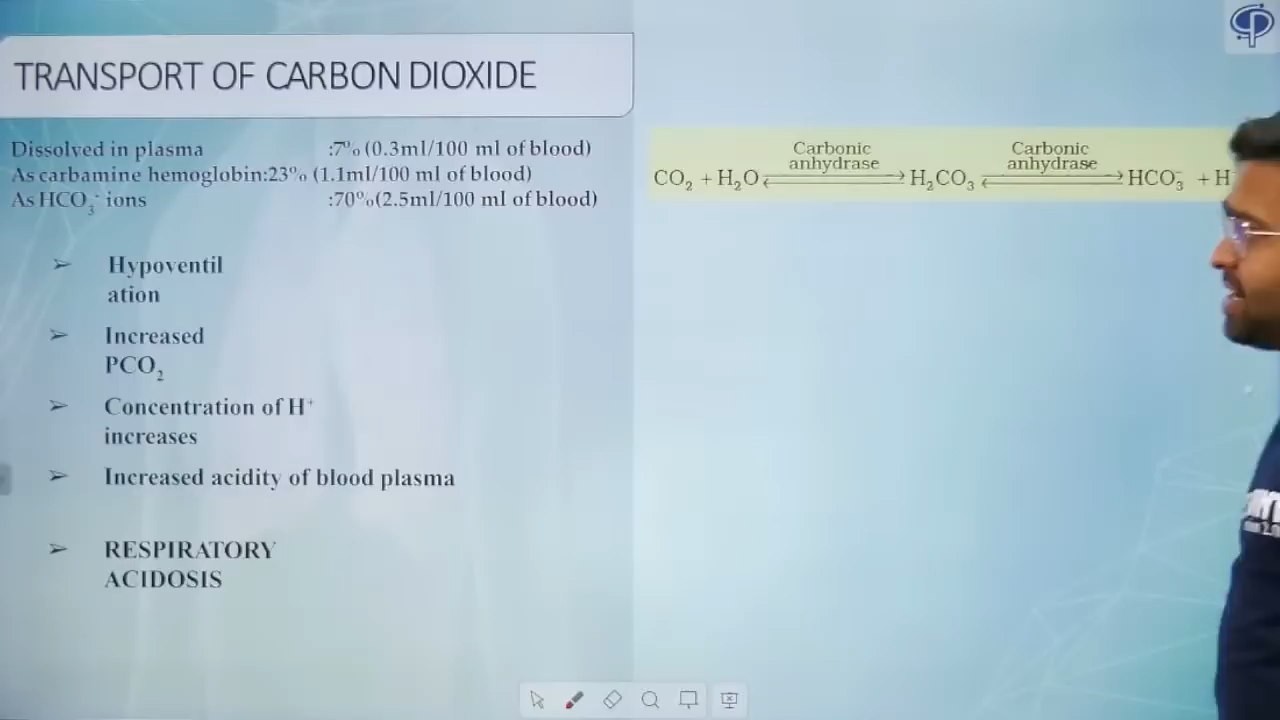 TRANSPORT OF CARBON DIOXIDE
Dissolved in plasma :7% (0.3ml/100 ml of blood)
As carbamine hemoglobin:23% (1.1ml/100 ml of blood)
As HCO₃⁻ ions :70%(2.5ml/100 ml of blood)
➢ Hypoventil
ation
➢ Increased
PCO₂
➢ Concentration of H⁺
increases
➢ Increased acidity of blood plasma
➢ RESPIRATORY
ACIDOSIS
Carbonic anhydrase Carbonic anhydrase
CO₂ + H₂O ⇌ H₂CO₃ ⇌ HCO₃⁻ + H